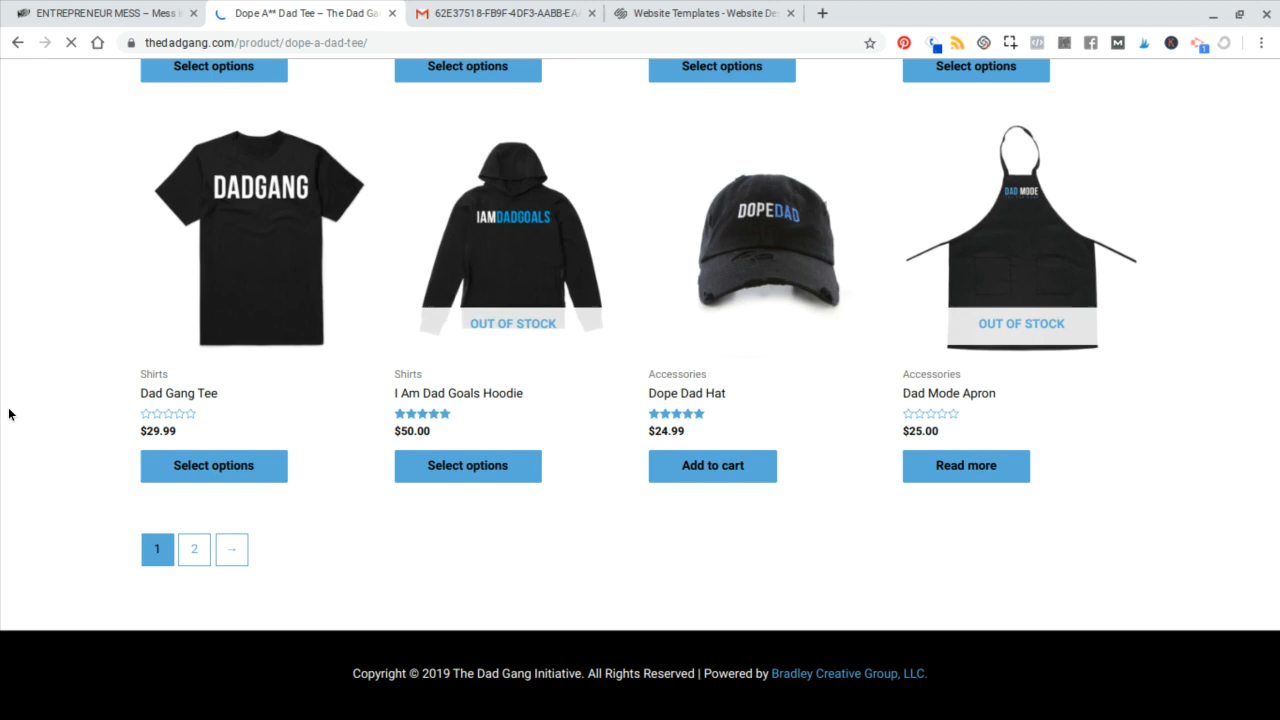 ENTREPRENEUR MESS – Mess i
Dope A** Dad Tee – The Dad Ga
62E37518-FB9F-4DF3-AABB-EA
Website Templates - Website De
thedadgang.com/product/dope-a-dad-tee/
Select options
Select options
Select options
Select options
DADGANG
IAMDADGOALS
DOPEDAD
DAD MODE
OUT OF STOCK
OUT OF STOCK
Shirts
Shirts
Accessories
Accessories
Dad Gang Tee
I Am Dad Goals Hoodie
Dope Dad Hat
Dad Mode Apron
$29.99
$50.00
$24.99
$25.00
Select options
Select options
Add to cart
Read more
1
2
→
Copyright © 2019 The Dad Gang Initiative. All Rights Reserved | Powered by Bradley Creative Group, LLC.